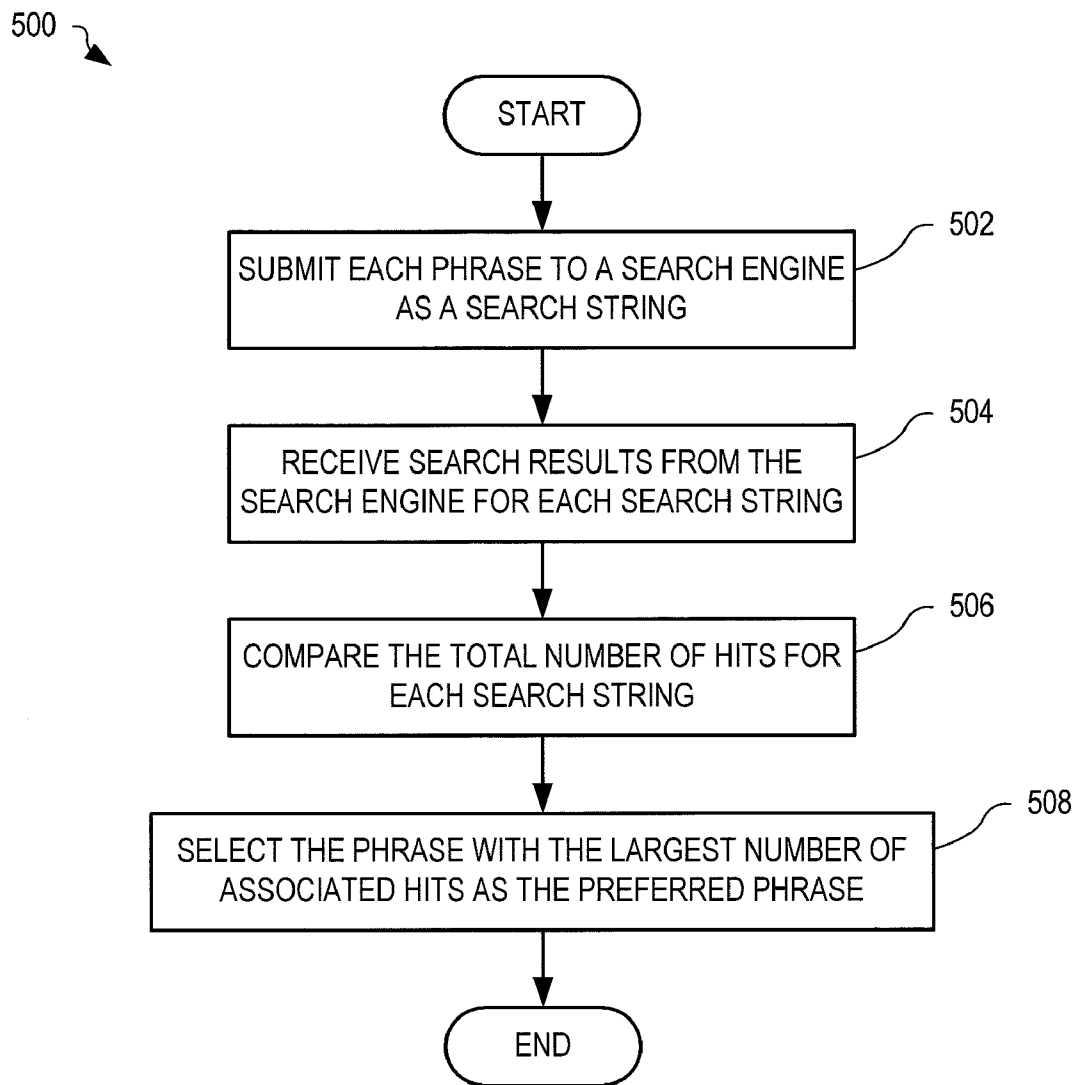 500
START
502
SUBMIT EACH PHRASE TO A SEARCH ENGINE
AS A SEARCH STRING
504
RECEIVE SEARCH RESULTS FROM THE
SEARCH ENGINE FOR EACH SEARCH STRING
506
COMPARE THE TOTAL NUMBER OF HITS FOR
EACH SEARCH STRING
508
SELECT THE PHRASE WITH THE LARGEST NUMBER OF
ASSOCIATED HITS AS THE PREFERRED PHRASE
END